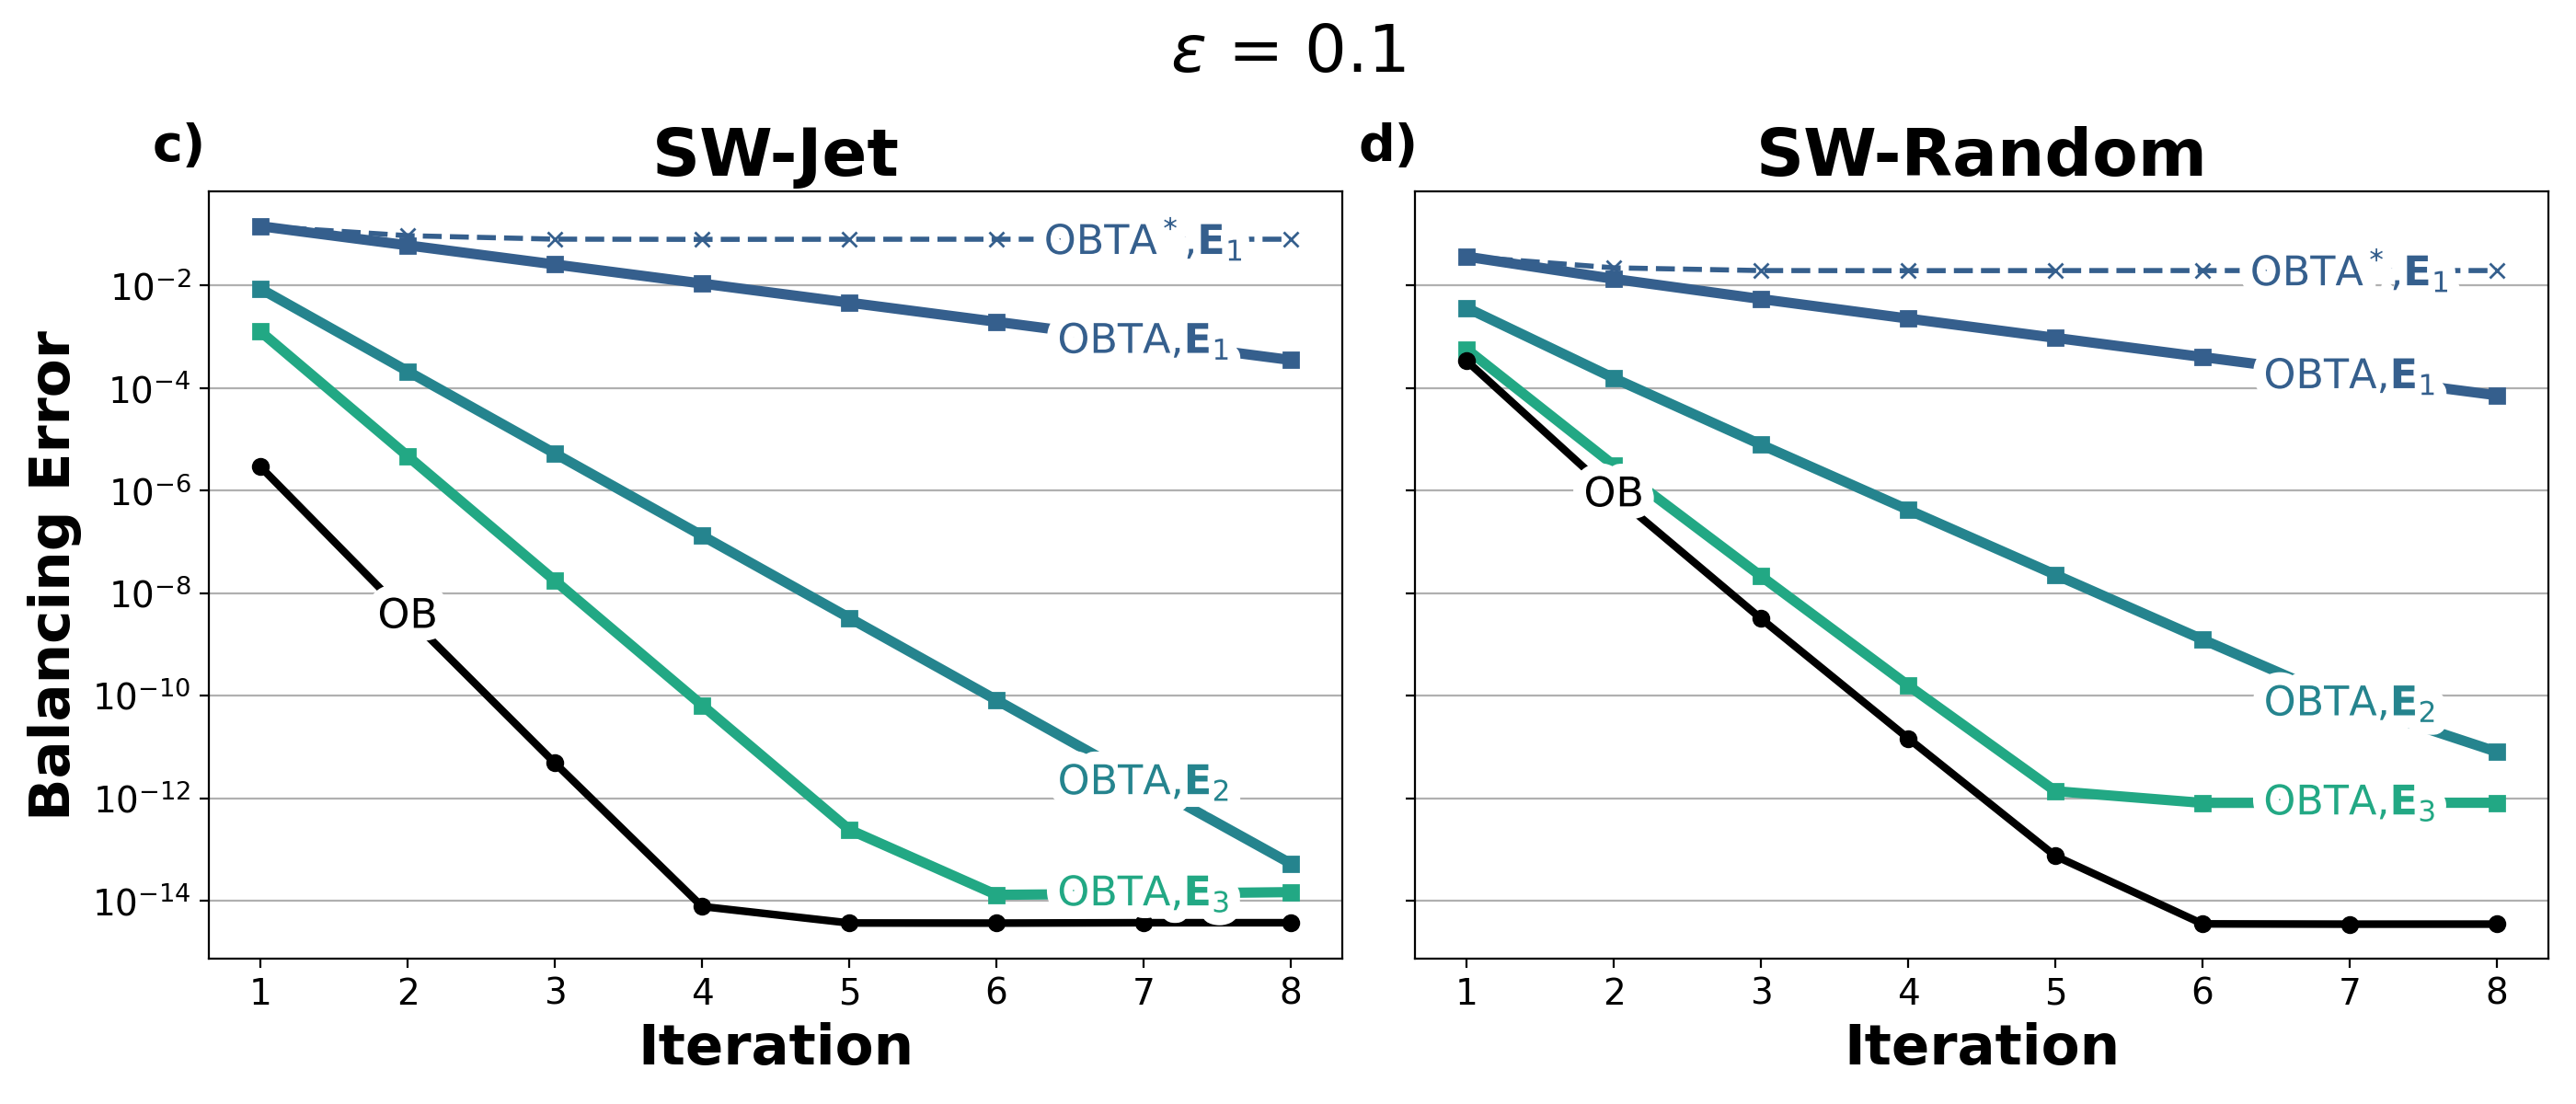 ε = 0.1
c)
SW-Jet
Balancing Error
10⁻²
10⁻⁴
10⁻⁶
10⁻⁸
10⁻¹⁰
10⁻¹²
10⁻¹⁴
OBTA*,E₁
OBTA,E₁
OB
OBTA,E₂
OBTA,E₃
1 2 3 4 5 6 7 8
Iteration
d)
SW-Random
OBTA*,E₁
OBTA,E₁
OB
OBTA,E₂
OBTA,E₃
1 2 3 4 5 6 7 8
Iteration